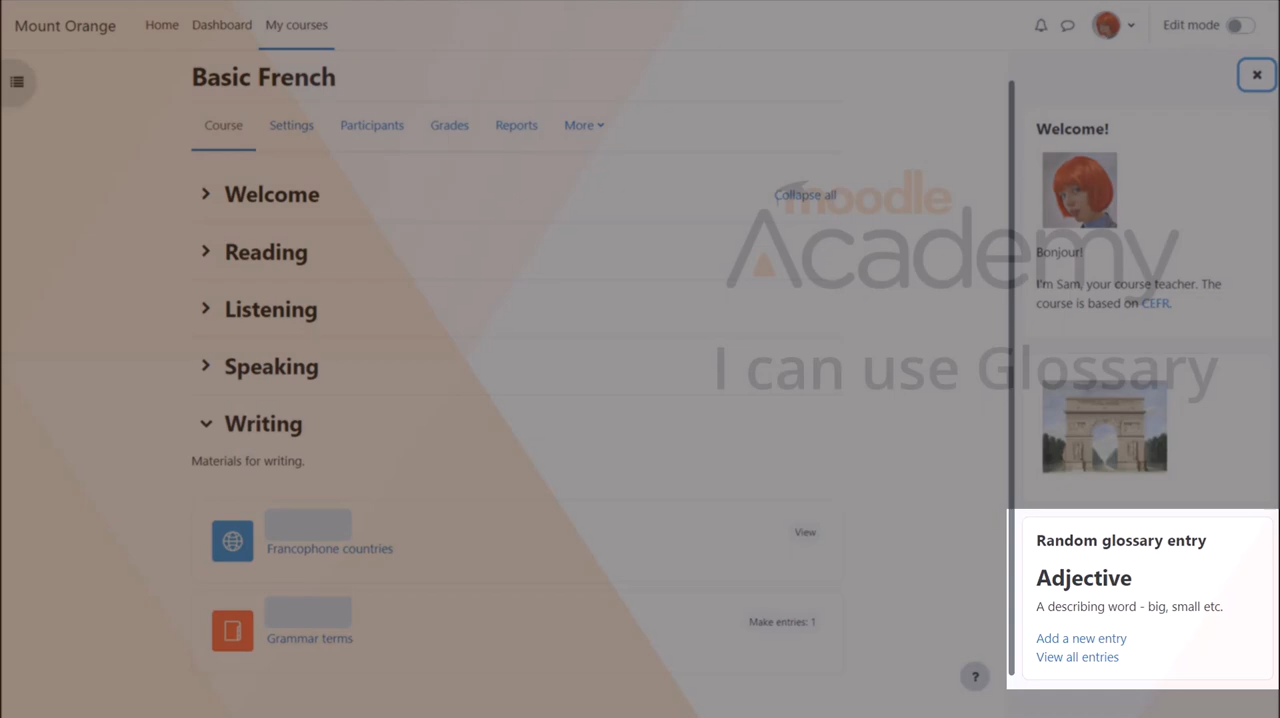 Mount Orange
Home
Dashboard
My courses
Edit mode
Basic French
Course
Settings
Participants
Grades
Reports
More
Welcome
Collapse all
Reading
Listening
Speaking
Writing
Materials for writing.
Francophone countries
View
Grammar terms
Make entries: 1
moodle
Academy
I can use Glossary
Welcome!
Bonjour!
I'm Sam, your course teacher. The
course is based on CEFR.
Random glossary entry
Adjective
A describing word - big, small etc.
Add a new entry
View all entries
?